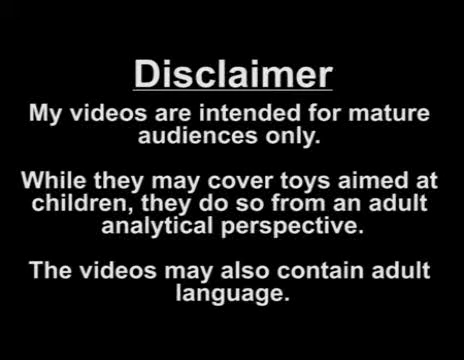 Disclaimer
My videos are intended for mature
audiences only.
While they may cover toys aimed at
children, they do so from an adult
analytical perspective.
The videos may also contain adult
language.